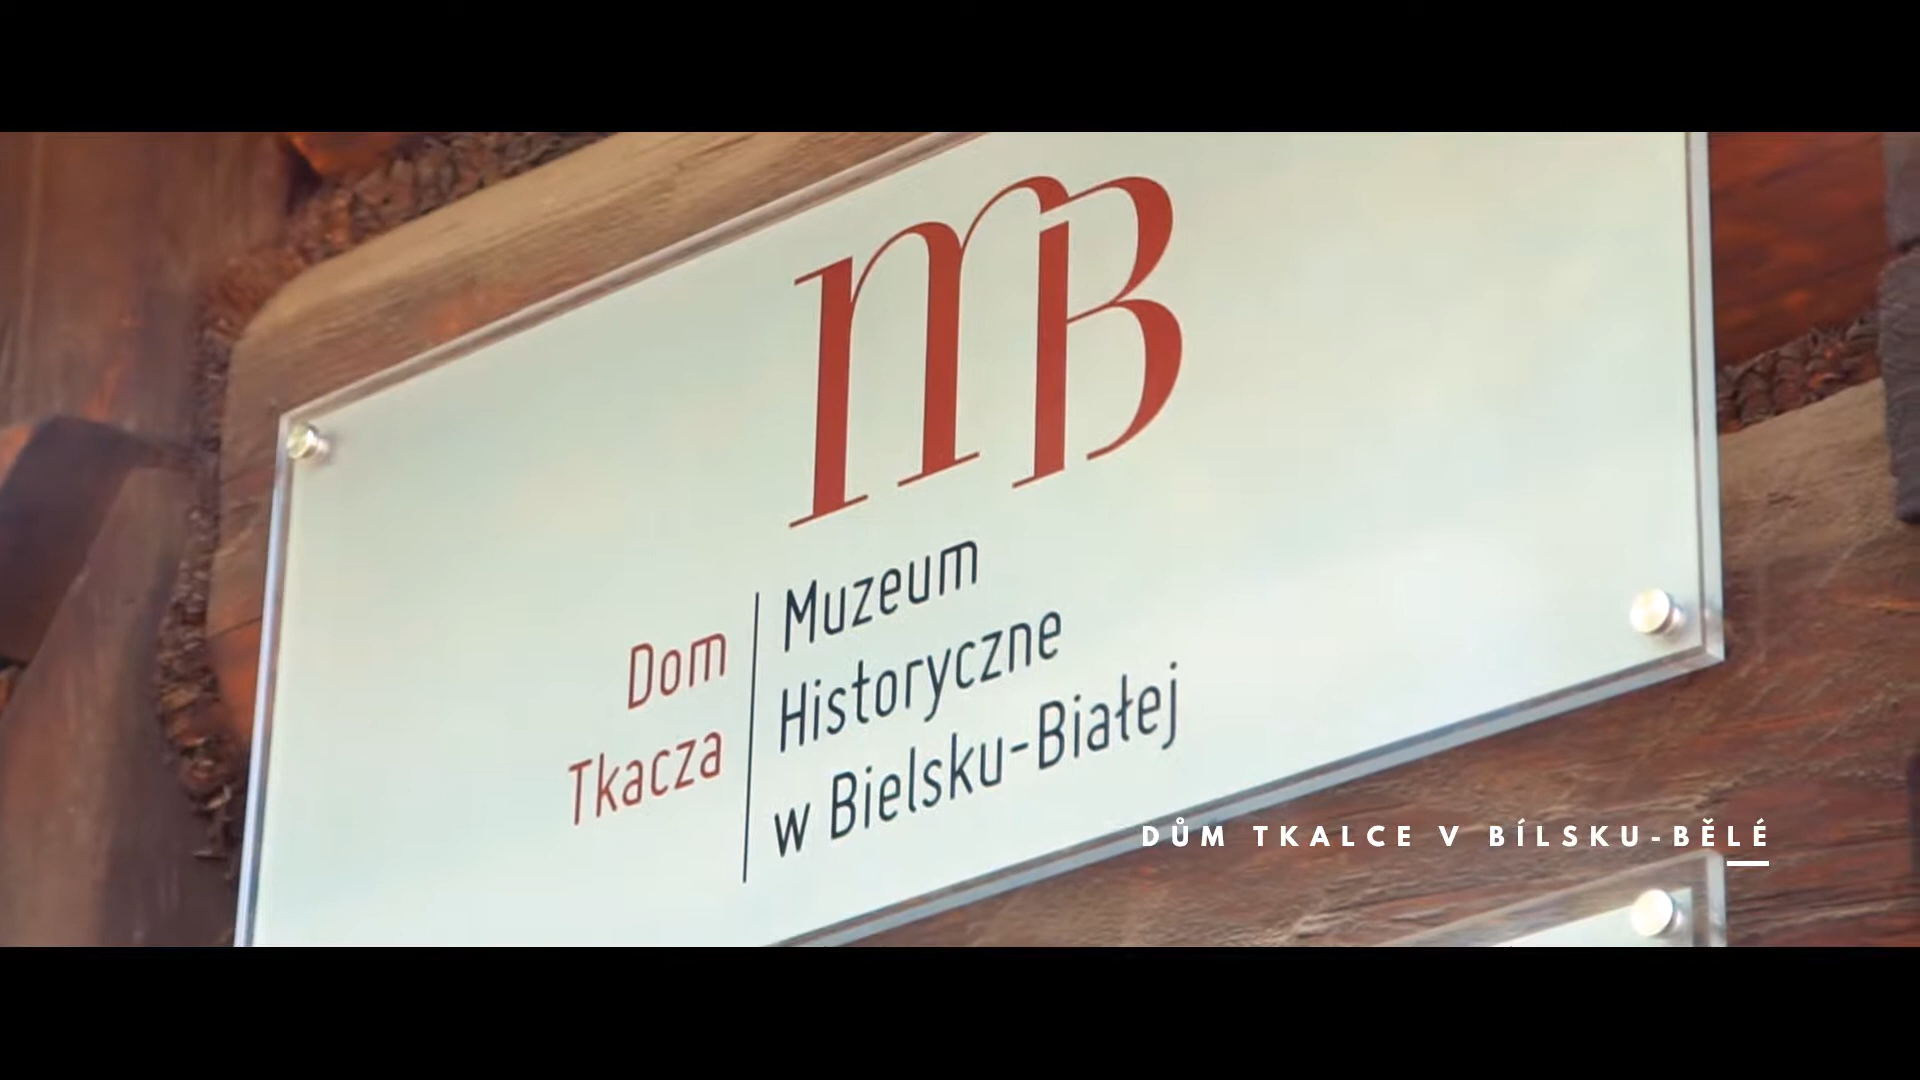 MB
Dom
Tkacza
Muzeum
Historyczne
w Bielsku-Białej
DŮM TKALCE V BÍLSKU-BĚLÉ